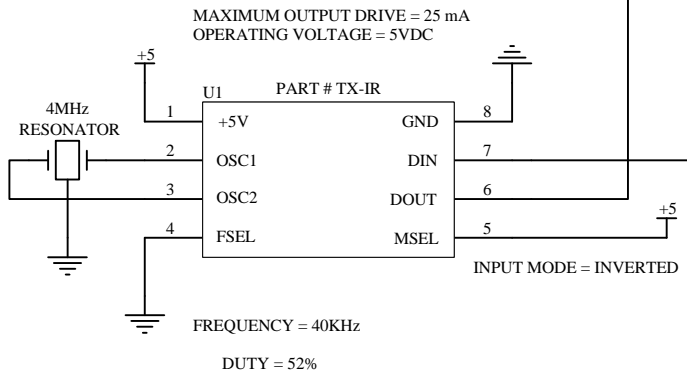 MAXIMUM OUTPUT DRIVE = 25 mA
OPERATING VOLTAGE = 5VDC
+5
U1
PART # TX-IR
4MHz
RESONATOR
1
+5V
GND
8
2
OSC1
DIN
7
3
OSC2
DOUT
6
4
FSEL
MSEL
5
+5
INPUT MODE = INVERTED
FREQUENCY = 40KHz
DUTY = 52%